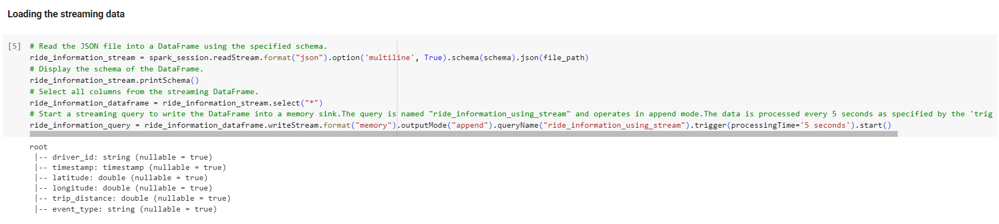 Loading the streaming data
[5] # Read the JSON file into a DataFrame using the specified schema.
ride_information_stream = spark_session.readStream.format("json").option('multiline', True).schema(schema).json(file_path)
# Display the schema of the DataFrame.
ride_information_stream.printSchema()
# Select all columns from the streaming DataFrame.
ride_information_dataframe = ride_information_stream.select("*")
# Start a streaming query to write the DataFrame into a memory sink.The query is named "ride_information_using_stream" and operates in append mode.The data is processed every 5 seconds as specified by the 'trig
ride_information_query = ride_information_dataframe.writeStream.format("memory").outputMode("append").queryName("ride_information_using_stream").trigger(processingTime='5 seconds').start()
root
|-- driver_id: string (nullable = true)
|-- timestamp: timestamp (nullable = true)
|-- latitude: double (nullable = true)
|-- longitude: double (nullable = true)
|-- trip_distance: double (nullable = true)
|-- event_type: string (nullable = true)